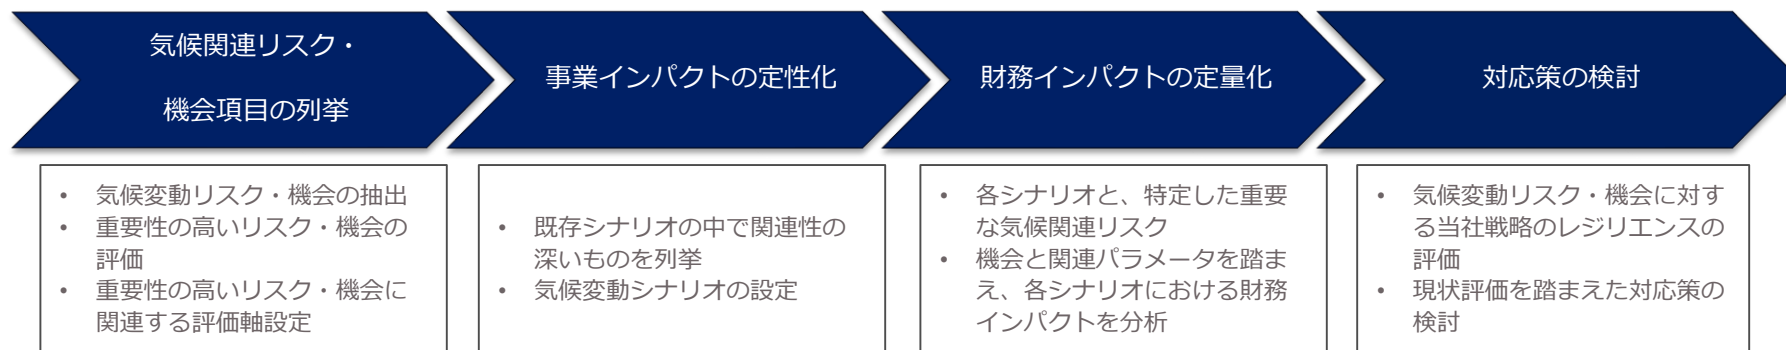 気候関連リスク・
機会項目の列挙
事業インパクトの定性化
財務インパクトの定量化
対応策の検討
• 気候変動リスク・機会の抽出
• 重要性の高いリスク・機会の
評価
• 重要性の高いリスク・機会に
関連する評価軸設定
• 既存シナリオの中で関連性の
深いものを列挙
• 気候変動シナリオの設定
• 各シナリオと、特定した重要
な気候関連リスク
• 機会と関連パラメータを踏ま
え、各シナリオにおける財務
インパクトを分析
• 気候変動リスク・機会に対す
る当社戦略のレジリエンスの
評価
• 現状評価を踏まえた対応策の
検討